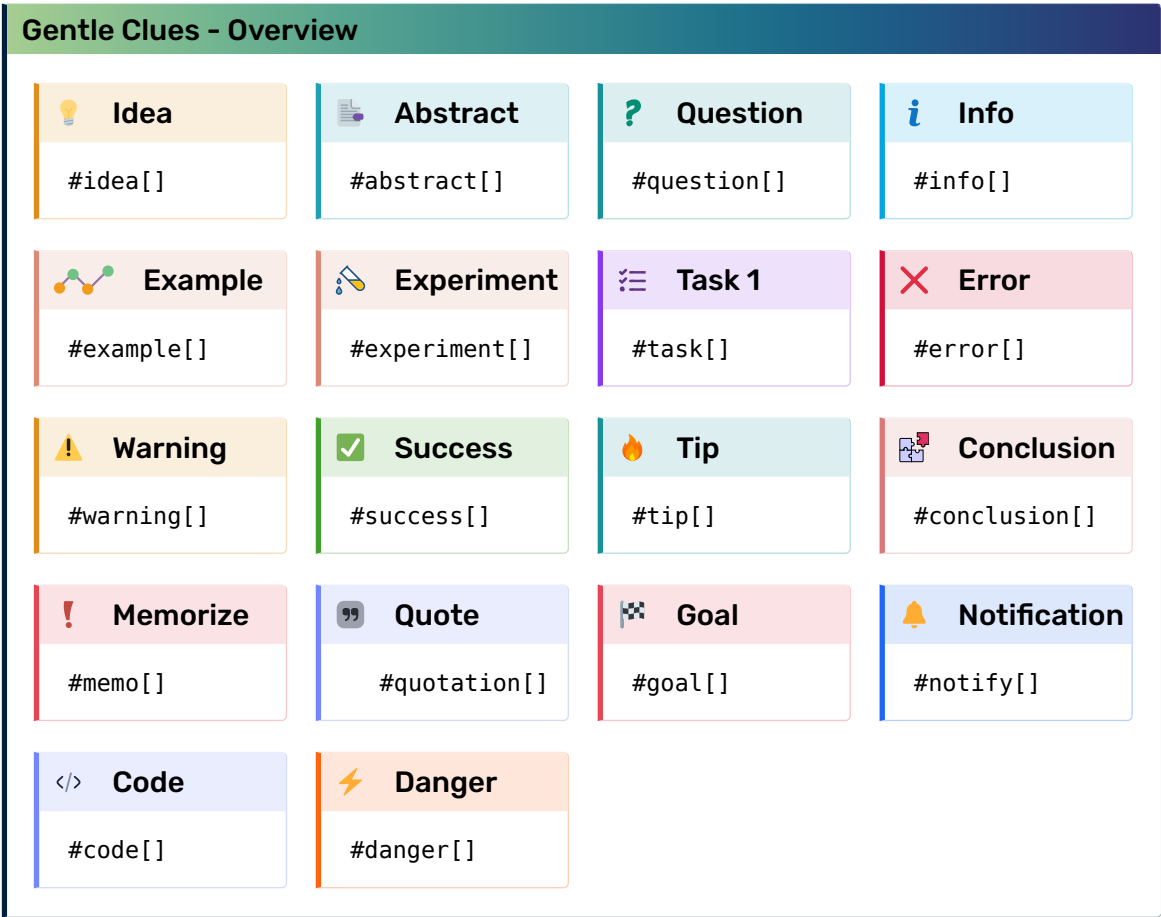 Gentle Clues - Overview
Idea
#idea[]
Abstract
#abstract[]
Question
#question[]
Info
#info[]
Example
#example[]
Experiment
#experiment[]
Task 1
#task[]
Error
#error[]
Warning
#warning[]
Success
#success[]
Tip
#tip[]
Conclusion
#conclusion[]
Memorize
#memo[]
Quote
#quotation[]
Goal
#goal[]
Notification
#notify[]
Code
#code[]
Danger
#danger[]